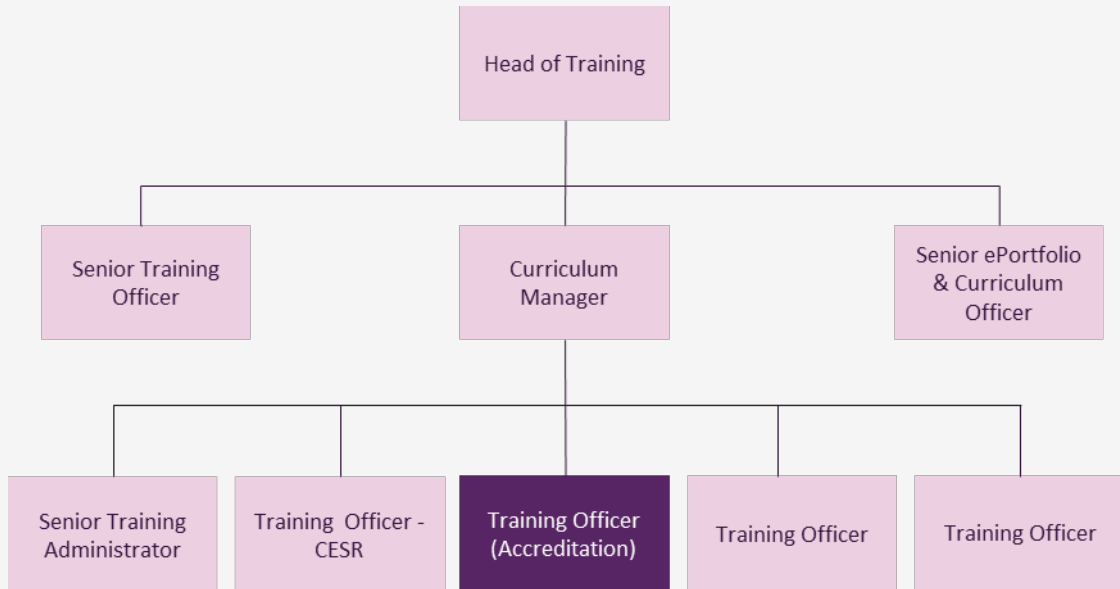 Head of Training
Senior Training
Officer
Curriculum
Manager
Senior ePortfolio
& Curriculum
Officer
Senior Training
Administrator
Training Officer -
CESR
Training Officer
(Accreditation)
Training Officer
Training Officer